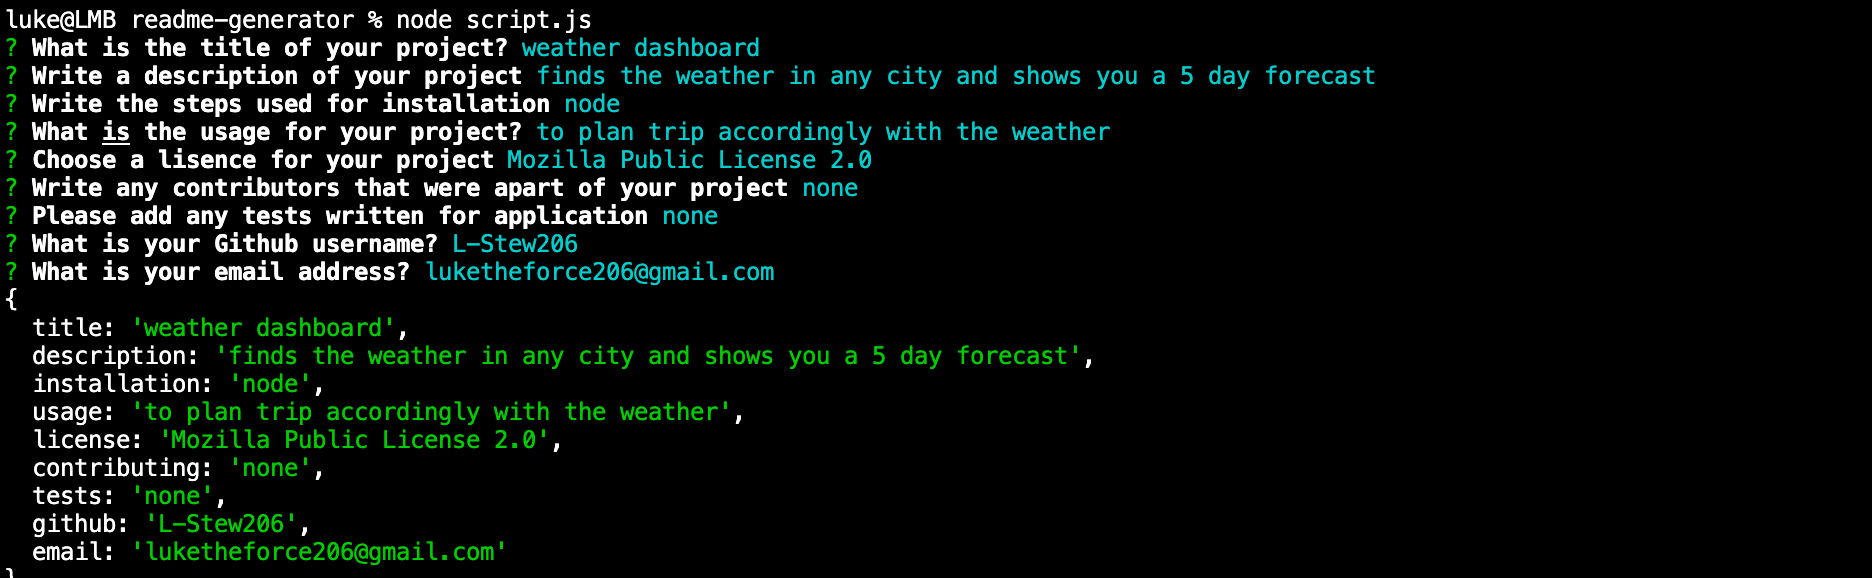 luke@LMB readme-generator % node script.js
? What is the title of your project? weather dashboard
? Write a description of your project finds the weather in any city and shows you a 5 day forecast
? Write the steps used for installation node
? What is the usage for your project? to plan trip accordingly with the weather
? Choose a lisence for your project Mozilla Public License 2.0
? Write any contributors that were apart of your project none
? Please add any tests written for application none
? What is your Github username? L-Stew206
? What is your email address? luketheforce206@gmail.com
{
  title: 'weather dashboard',
  description: 'finds the weather in any city and shows you a 5 day forecast',
  installation: 'node',
  usage: 'to plan trip accordingly with the weather',
  license: 'Mozilla Public License 2.0',
  contributing: 'none',
  tests: 'none',
  github: 'L-Stew206',
  email: 'luketheforce206@gmail.com'
}